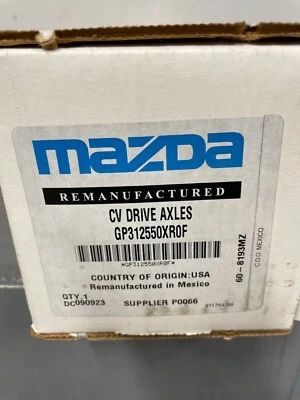 mazda
REMANUFACTURED
CV DRIVE AXLES
GP312550XR0F
*GP312550XR0F*
COUNTRY OF ORIGIN:USA
Remanufactured in Mexico
QTY 1
DC090923 SUPPLIER P0066
60-8193MZ
C.O.O MEXICO